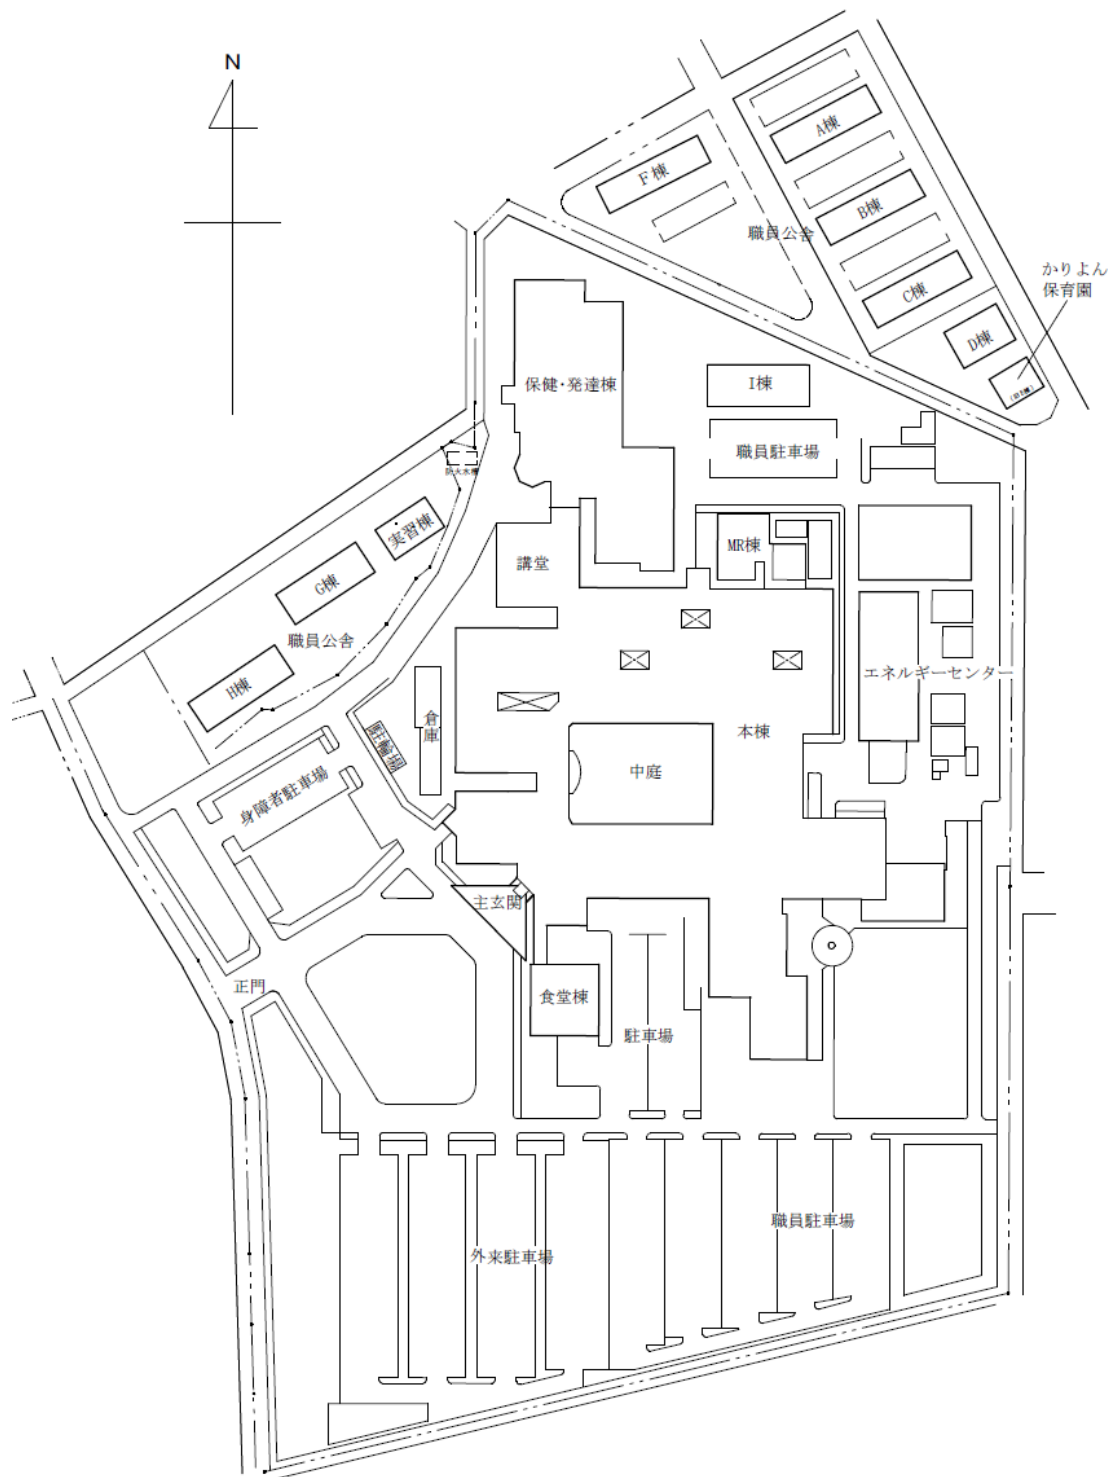 N
A棟
F棟
B棟
職員公舎
かりよん
保育園
C棟
D棟
保健・発達棟
I棟
職員駐車場
防火水槽
実習棟
MR棟
講堂
G棟
職員公舎
エネルギーセンター
H棟
倉庫
駐輪場
本棟
中庭
身障者駐車場
主玄関
正門
食堂棟
駐車場
職員駐車場
外来駐車場